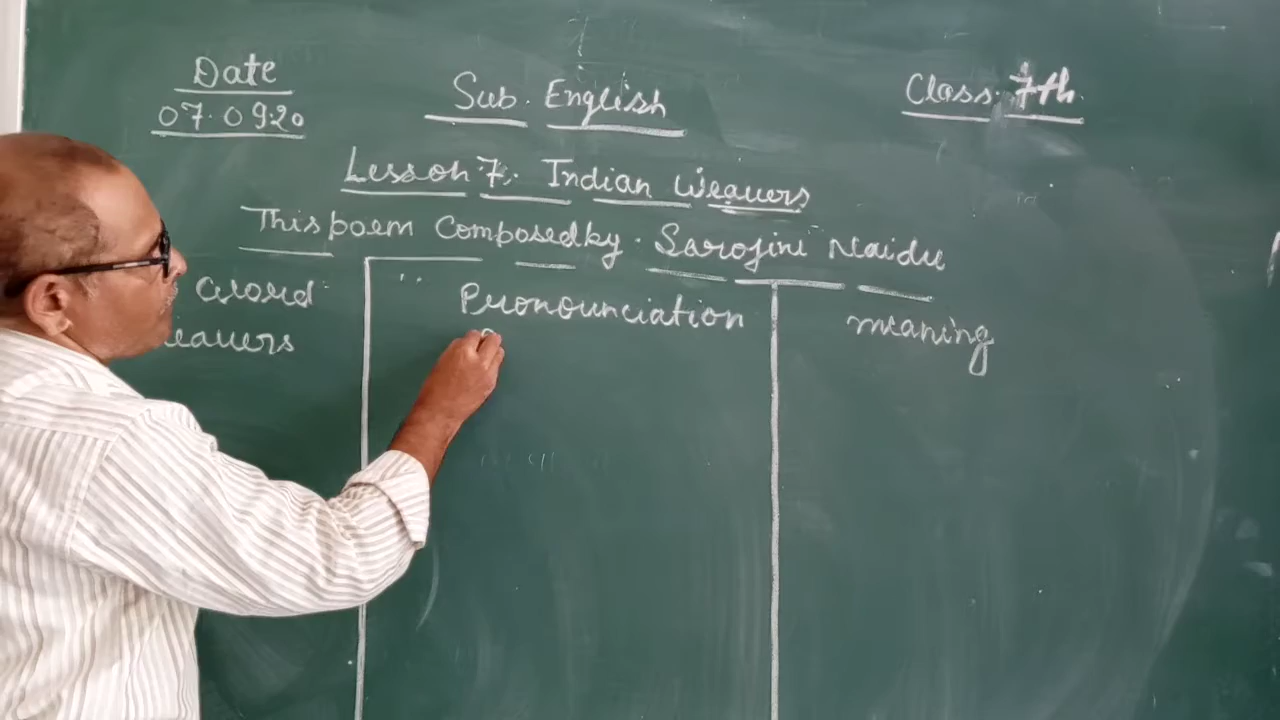 Date
07.09.20
Sub. English
Class. 7th.
Lesson 7. Indian Weavers
This poem Composed by. Sarojini Naidu
word
Pronounciation
meaning
eavers